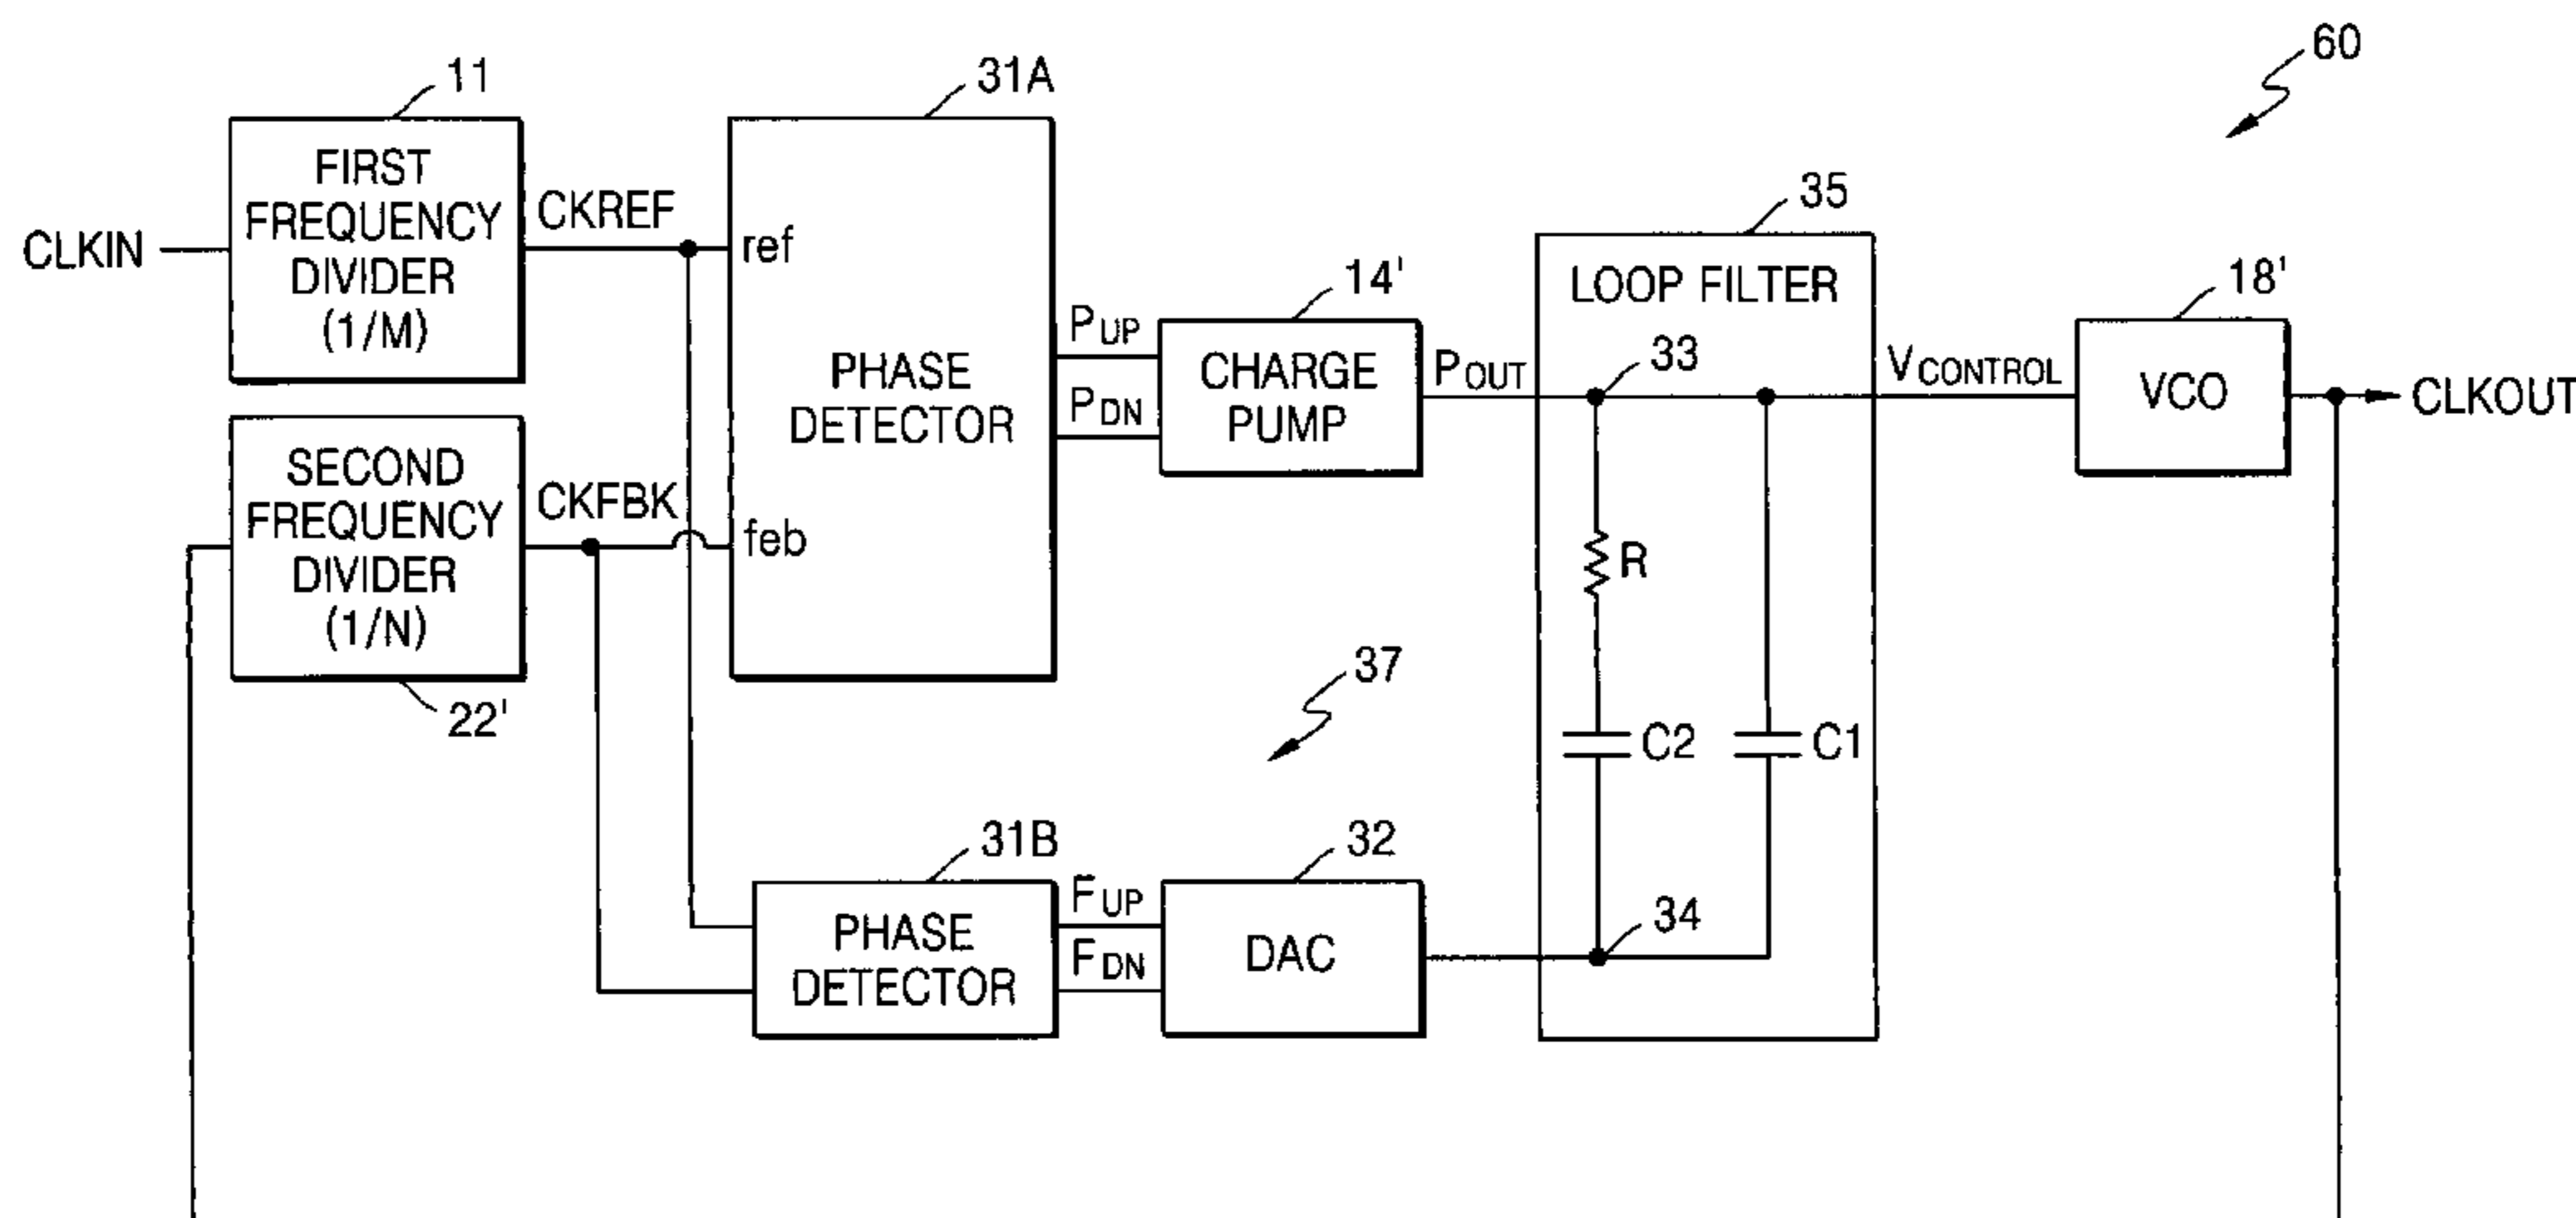 60
11
31A
FIRST
FREQUENCY
DIVIDER
(1/M)
CLKIN
CKREF
ref
PHASE
DETECTOR
feb
SECOND
FREQUENCY
DIVIDER
(1/N)
22'
CKFBK
PUP
PDN
14'
CHARGE
PUMP
POUT
35
LOOP FILTER
33
R
C2
C1
34
VCONTROL
18'
VCO
CLKOUT
37
31B
PHASE
DETECTOR
FUP
FDN
32
DAC